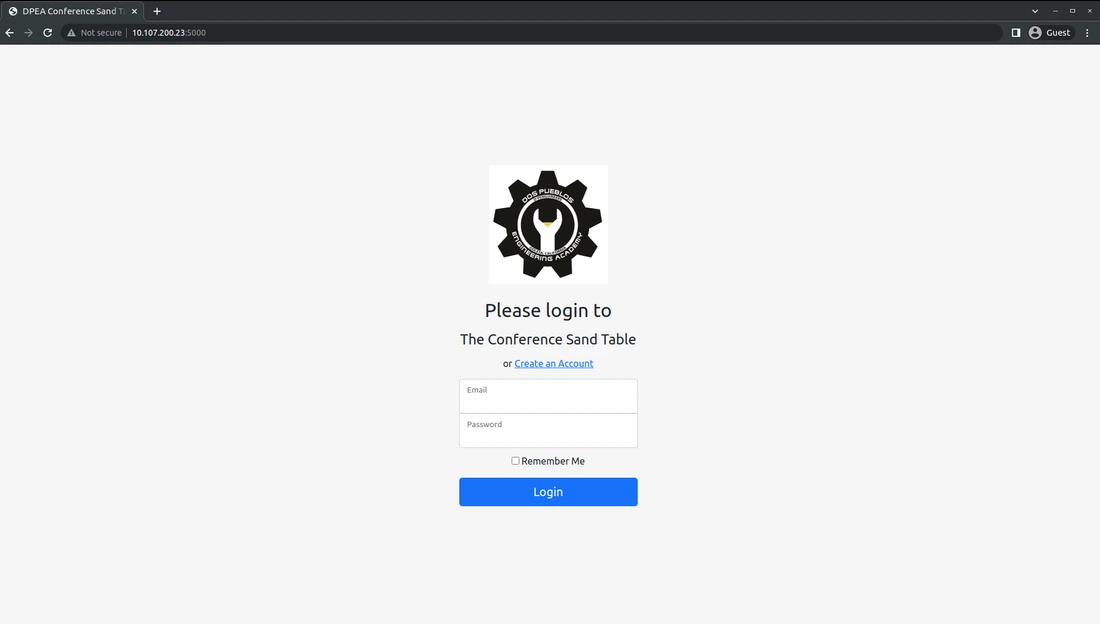 DPEA Conference Sand T
Not secure
10.107.200.23:5000
Guest
DOS PUEBLOS
ENGINEERING ACADEMY
Please login to
The Conference Sand Table
or Create an Account
Email
Password
Remember Me
Login